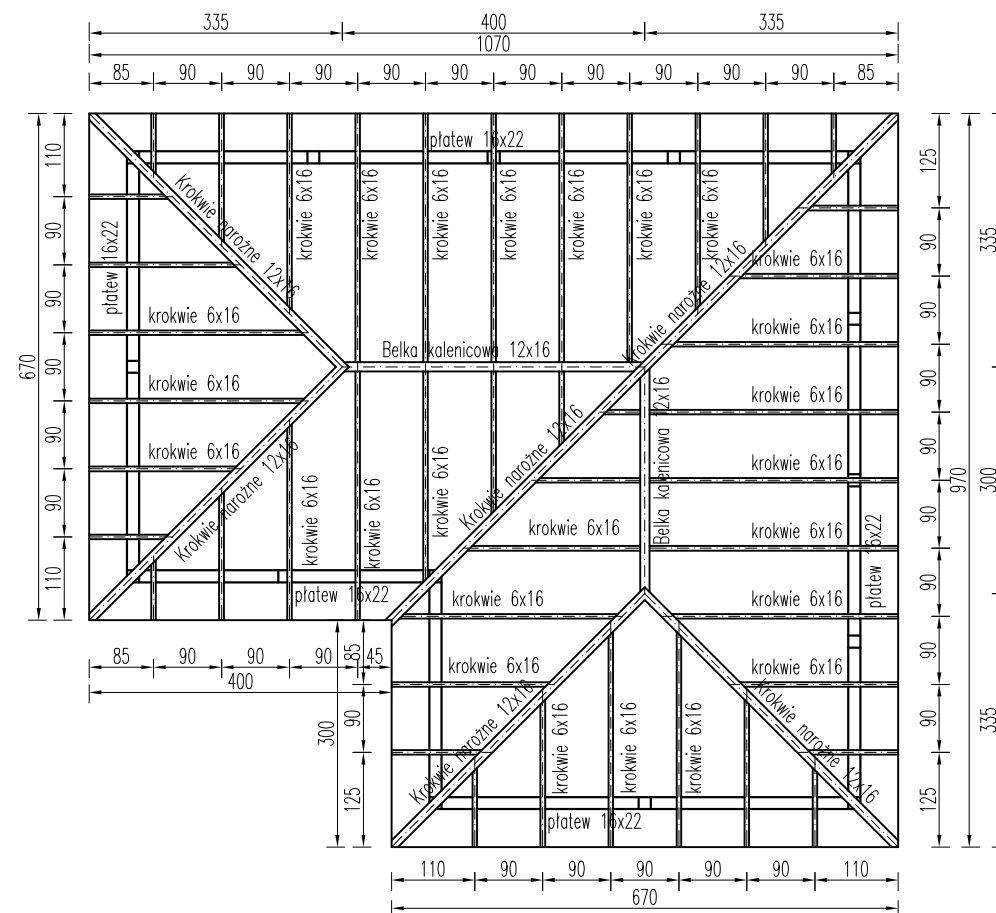 335 400 335
1070
85 90 90 90 90 90 90 90 90 90 90 85
670
110
90
90
90
90
90
110
płatew 16x22
płatew 16x22
Krokwie narożne 12x16
krokwie 6x16
krokwie 6x16
krokwie 6x16
krokwie 6x16
krokwie 6x16
krokwie 6x16
krokwie 6x16
Krokwie narożne 12x16
krokwie 6x16
krokwie 6x16
krokwie 6x16
Belka kalenicowa 12x16
Krokwie narożne 12x16
krokwie 6x16
krokwie 6x16
krokwie 6x16
Krokwie narożne 12x16
Belka kalenicowa 12x16
krokwie 6x16
krokwie 6x16
krokwie 6x16
krokwie 6x16
krokwie 6x16
krokwie 6x16
krokwie 6x16
krokwie 6x16
krokwie 6x16
krokwie 6x16
płatew 16x22
płatew 16x22
85 90 90 90 45
400
85
90
125
300
Krokwie narożne 12x16
krokwie 6x16
krokwie 6x16
krokwie 6x16
Krokwie narożne 12x16
płatew 16x22
125
90
90
90
90
90
90
90
90
125
970
335
300
335
110 90 90 90 90 90 110
670